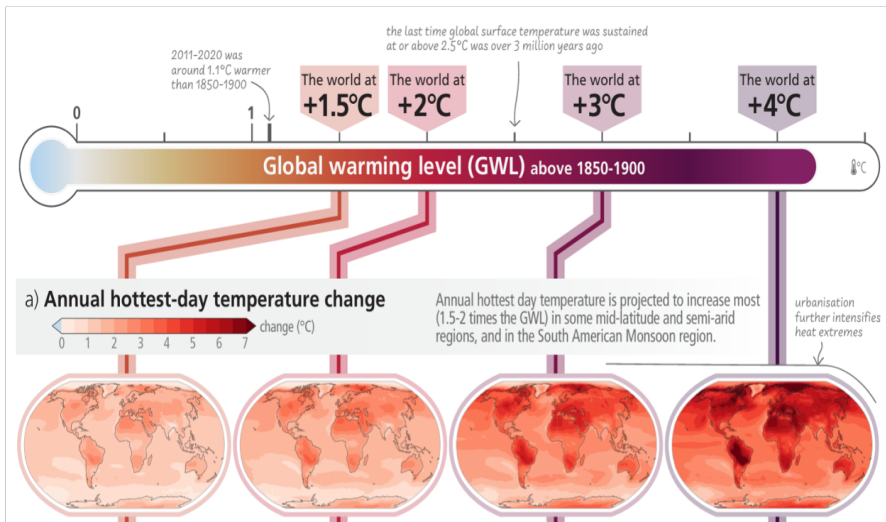 the last time global surface temperature was sustained
at or above 2.5°C was over 3 million years ago
2011-2020 was
around 1.1°C warmer
than 1850-1900
The world at
+1.5°C
The world at
+2°C
The world at
+3°C
The world at
+4°C
0
1
Global warming level (GWL) above 1850-1900
°C
a) Annual hottest-day temperature change
change (°C)
0 1 2 3 4 5 6 7
Annual hottest day temperature is projected to increase most
(1.5-2 times the GWL) in some mid-latitude and semi-arid
regions, and in the South American Monsoon region.
urbanisation
further intensifies
heat extremes